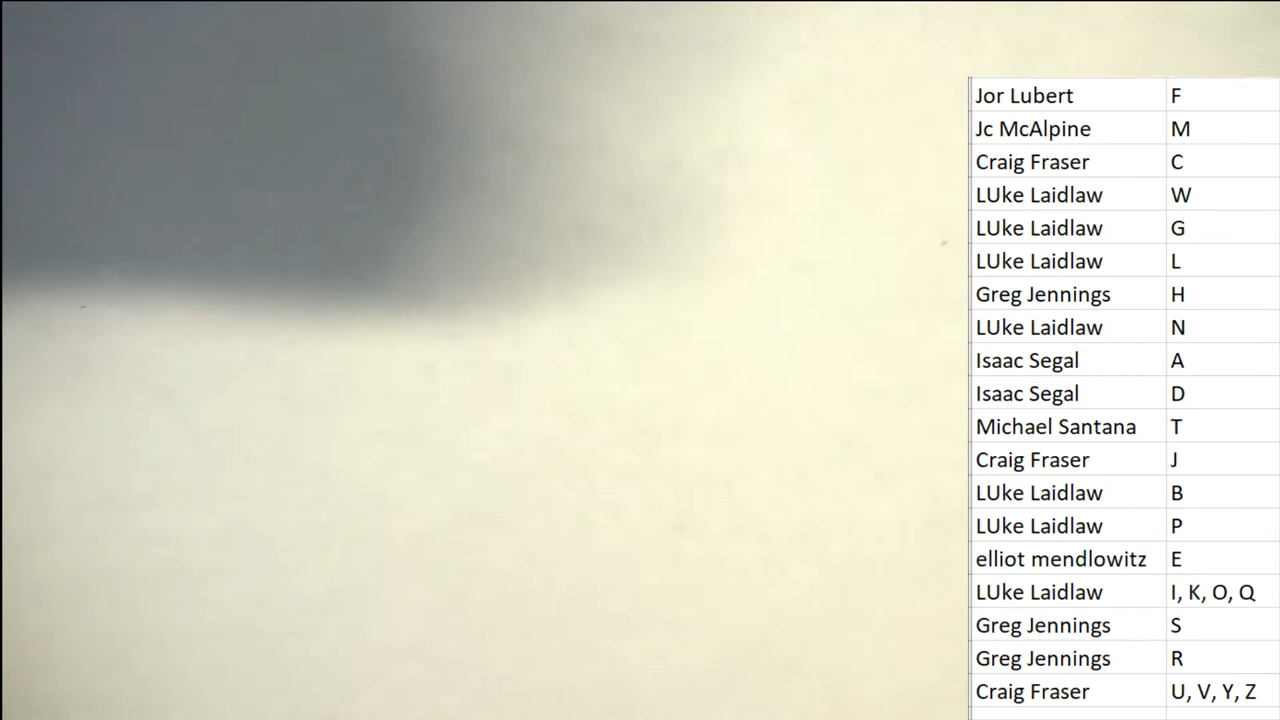 Jor Lubert F
Jc McAlpine M
Craig Fraser C
LUke Laidlaw W
LUke Laidlaw G
LUke Laidlaw L
Greg Jennings H
LUke Laidlaw N
Isaac Segal A
Isaac Segal D
Michael Santana T
Craig Fraser J
LUke Laidlaw B
LUke Laidlaw P
elliot mendlowitz E
LUke Laidlaw I, K, O, Q
Greg Jennings S
Greg Jennings R
Craig Fraser U, V, Y, Z